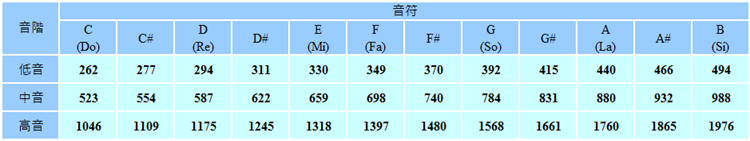 音階 音符
C (Do) C# D (Re) D# E (Mi) F (Fa) F# G (So) G# A (La) A# B (Si)
低音 262 277 294 311 330 349 370 392 415 440 466 494
中音 523 554 587 622 659 698 740 784 831 880 932 988
高音 1046 1109 1175 1245 1318 1397 1480 1568 1661 1760 1865 1976